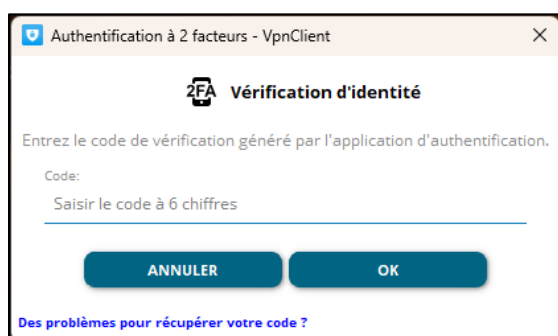 Authentification à 2 facteurs - VpnClient
2FA Vérification d'identité
Entrez le code de vérification généré par l'application d'authentification.
Code:
Saisir le code à 6 chiffres
ANNULER OK
Des problèmes pour récupérer votre code ?